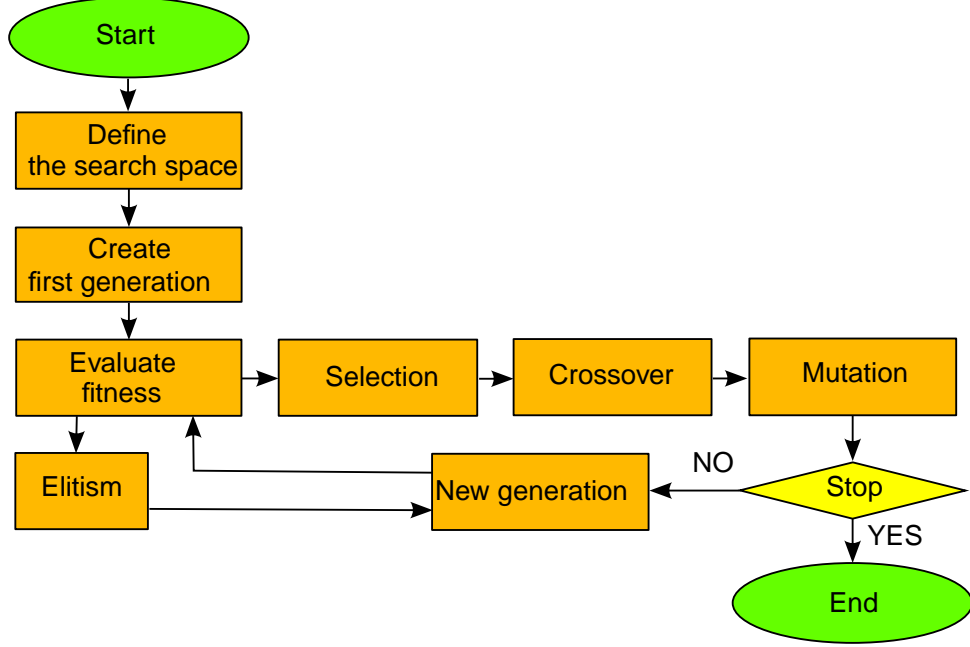 Start
Define
the search space
Create
first generation
Evaluate
fitness
Selection
Crossover
Mutation
Elitism
New generation
NO
Stop
YES
End